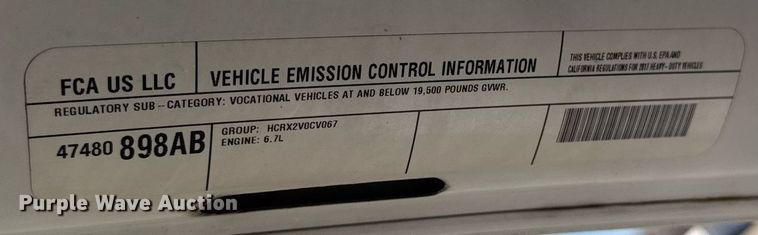 FCA US LLC
VEHICLE EMISSION CONTROL INFORMATION
THIS VEHICLE COMPLIES WITH U.S. EPA AND
CALIFORNIA REGULATIONS FOR 2017 HEAVY-DUTY VEHICLES
REGULATORY SUB--CATEGORY: VOCATIONAL VEHICLES AT AND BELOW 19,500 POUNDS GVWR.
47480 898AB
GROUP: HCRX2VOCV067
ENGINE: 6.7L
Purple Wave Auction